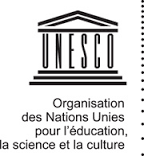 UNESCO
Organisation
des Nations Unies
pour l'éducation,
la science et la culture